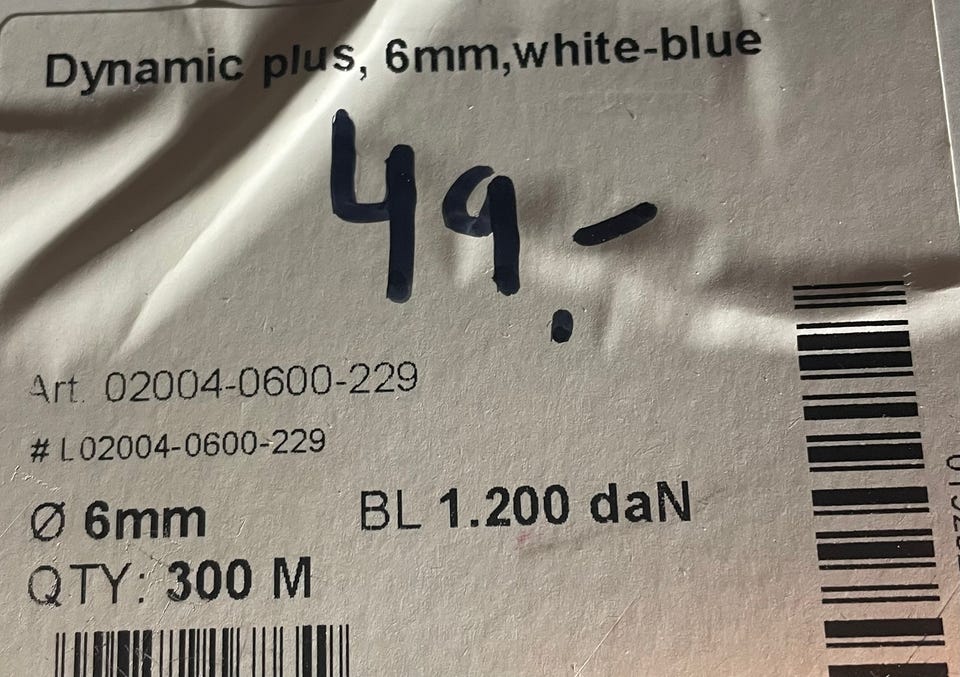 Dynamic plus, 6mm,white-blue
49.-
Art. 02004-0600-229
# L02004-0600-229
Ø 6mm BL 1.200 daN
QTY: 300 M